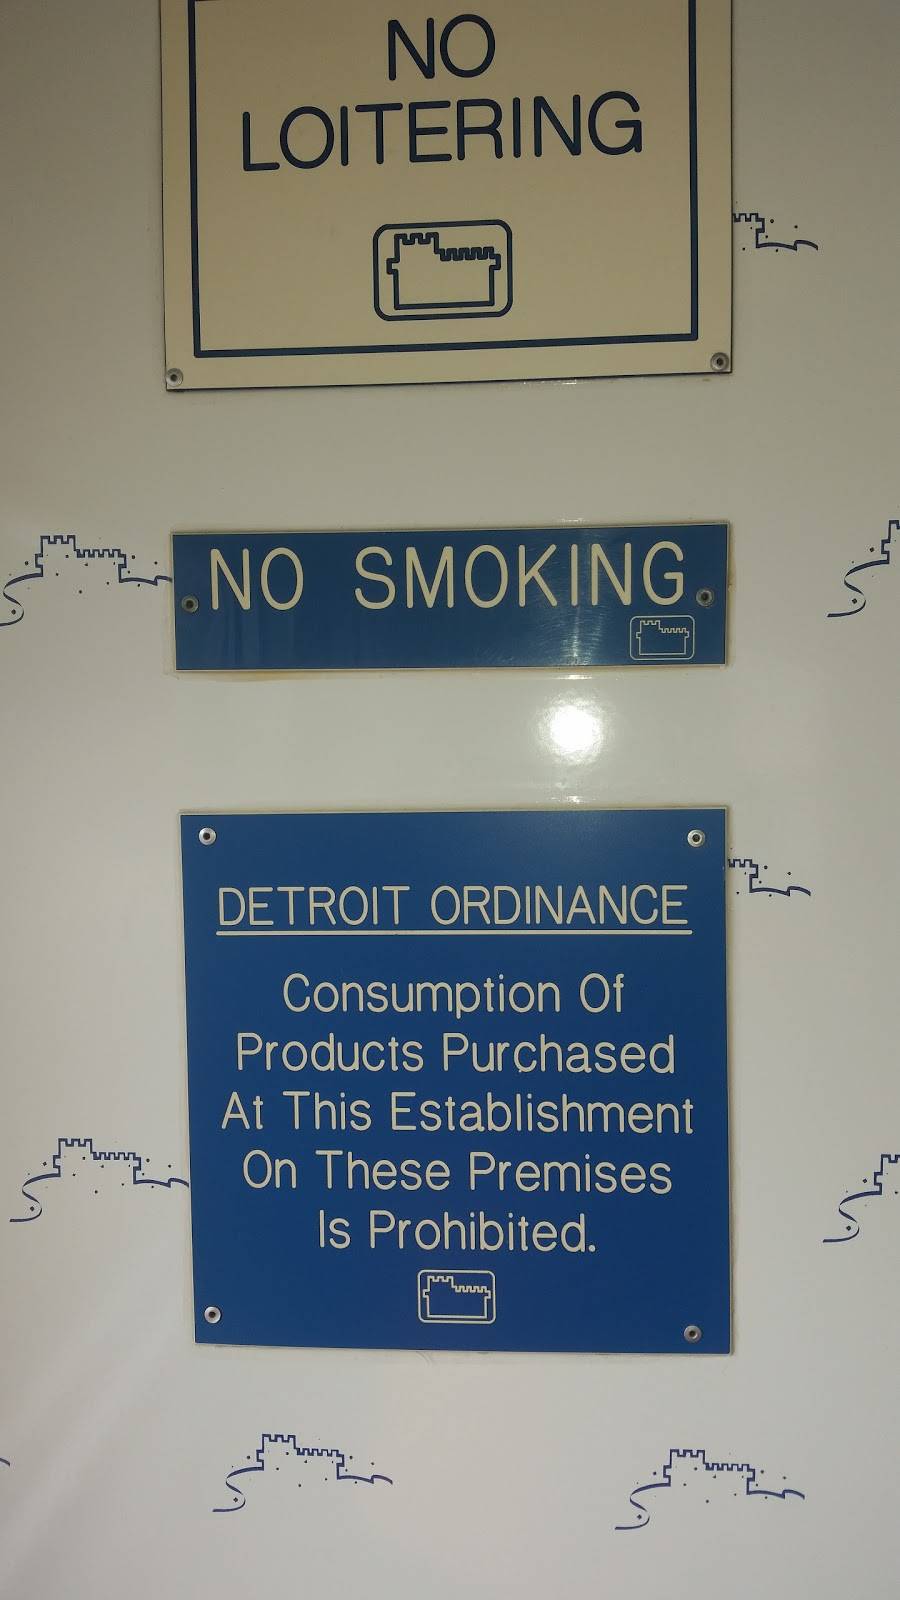 NO
LOITERING
NO SMOKING
DETROIT ORDINANCE
Consumption Of
Products Purchased
At This Establishment
On These Premises
Is Prohibited.